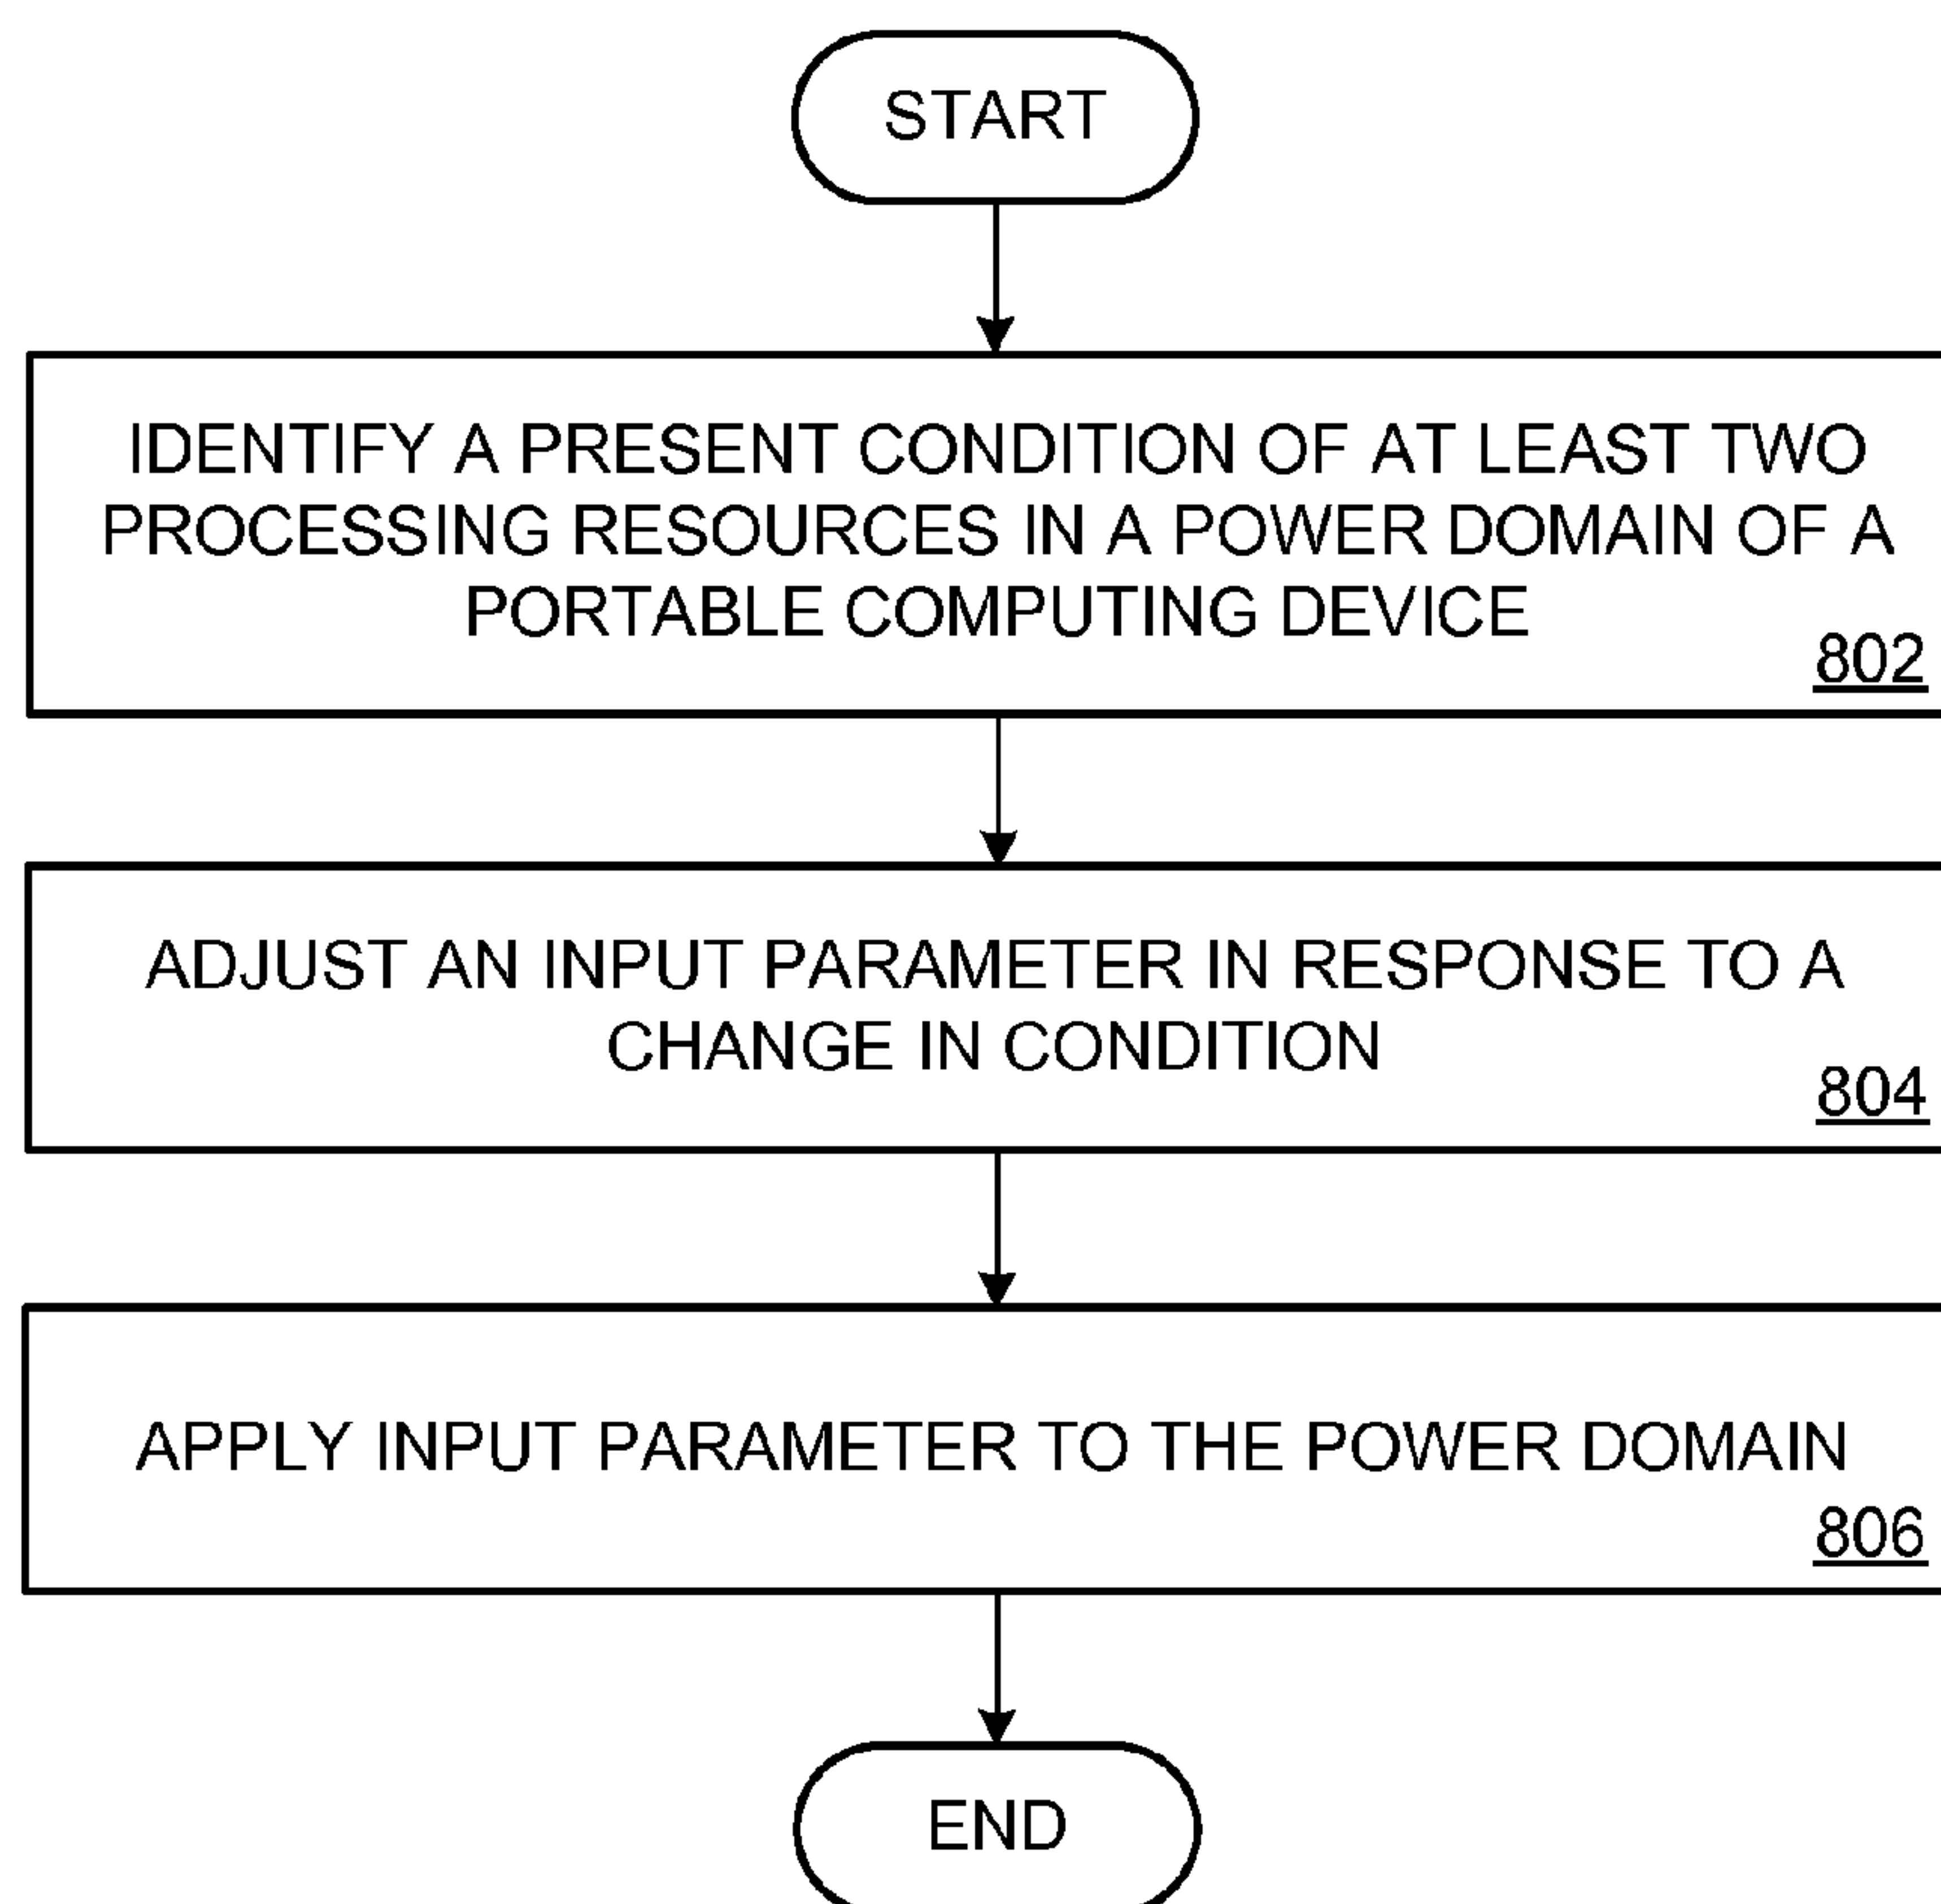 START
IDENTIFY A PRESENT CONDITION OF AT LEAST TWO
PROCESSING RESOURCES IN A POWER DOMAIN OF A
PORTABLE COMPUTING DEVICE
802
ADJUST AN INPUT PARAMETER IN RESPONSE TO A
CHANGE IN CONDITION
804
APPLY INPUT PARAMETER TO THE POWER DOMAIN
806
END